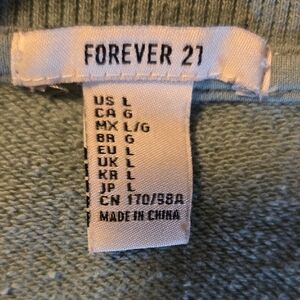 FOREVER 21
US L
CA G
MX L/G
BR G
EU L
UK L
KR L
JP L
CN 170/98A
MADE IN CHINA